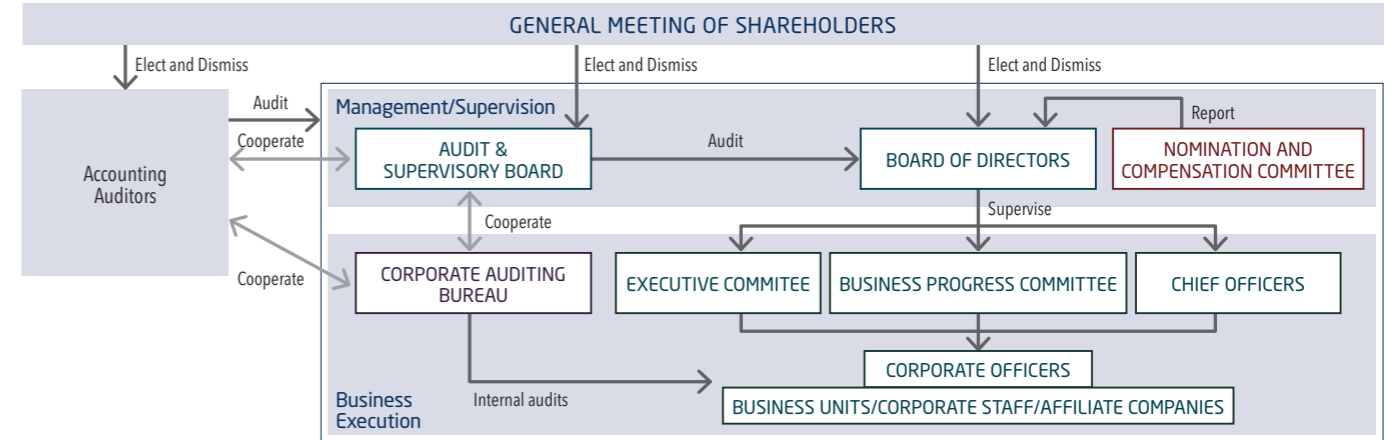 GENERAL MEETING OF SHAREHOLDERS
Elect and Dismiss
Elect and Dismiss
Elect and Dismiss
Accounting
Auditors
Audit
Cooperate
Cooperate
Management/Supervision
AUDIT &
SUPERVISORY BOARD
Audit
BOARD OF DIRECTORS
Report
NOMINATION AND
COMPENSATION COMMITTEE
Cooperate
Supervise
CORPORATE AUDITING
BUREAU
EXECUTIVE COMMITEE
BUSINESS PROGRESS COMMITTEE
CHIEF OFFICERS
Internal audits
CORPORATE OFFICERS
BUSINESS UNITS/CORPORATE STAFF/AFFILIATE COMPANIES
Business
Execution